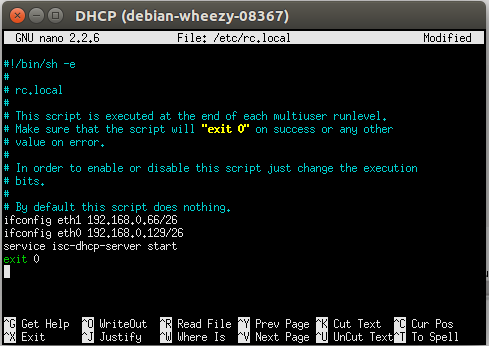 DHCP (debian-wheezy-08367)
GNU nano 2.2.6 File: /etc/rc.local Modified
#!/bin/sh -e
#
# rc.local
#
# This script is executed at the end of each multiuser runlevel.
# Make sure that the script will "exit 0" on success or any other
# value on error.
#
# In order to enable or disable this script just change the execution
# bits.
#
# By default this script does nothing.
ifconfig eth1 192.168.0.66/26
ifconfig eth0 192.168.0.129/26
service isc-dhcp-server start
exit 0
^G Get Help ^O WriteOut ^R Read File ^Y Prev Page ^K Cut Text ^C Cur Pos
^X Exit ^J Justify ^W Where Is ^V Next Page ^U UnCut Text ^T To Spell